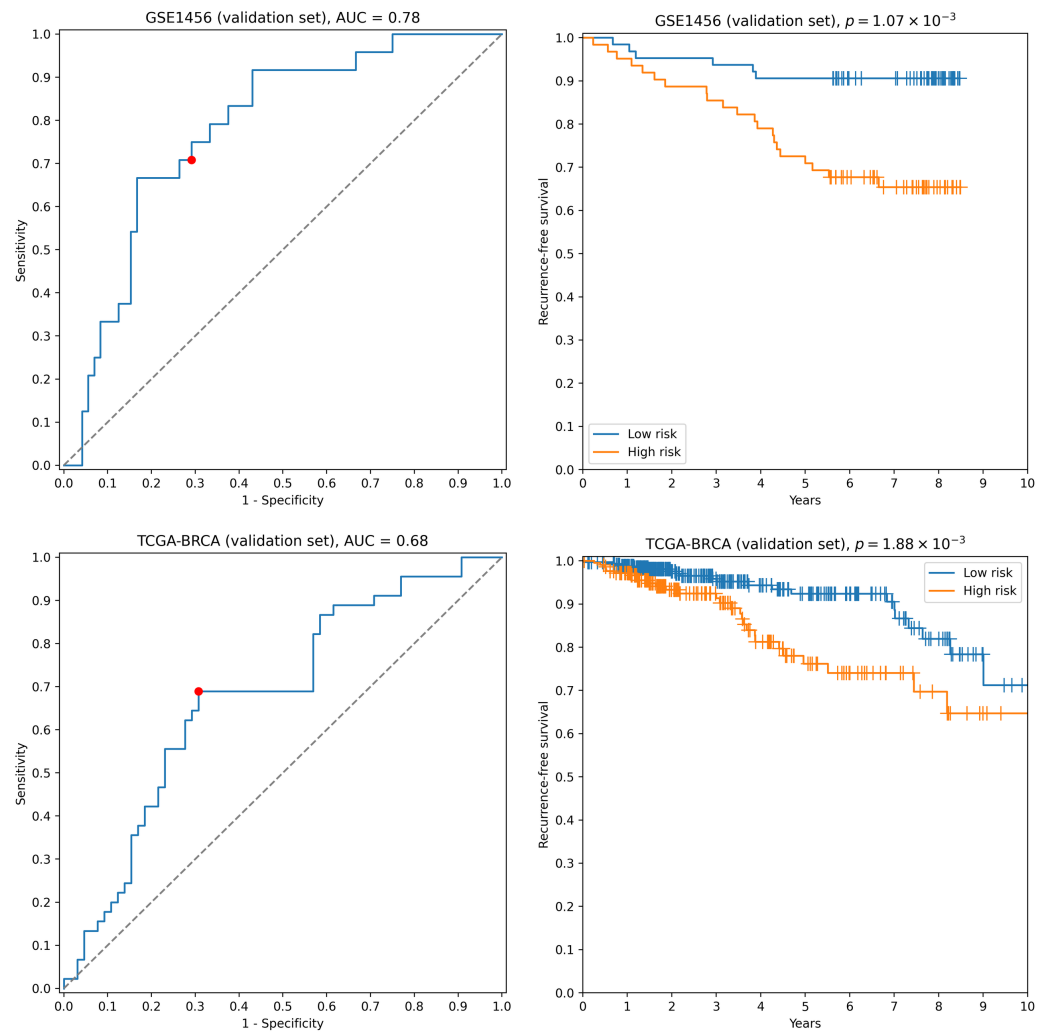 GSE1456 (validation set), AUC = 0.78
1.0
0.9
0.8
0.7
0.6
0.5
0.4
0.3
0.2
0.1
0.0
Sensitivity
0.0 0.1 0.2 0.3 0.4 0.5 0.6 0.7 0.8 0.9 1.0
1 - Specificity
GSE1456 (validation set), p = 1.07 × 10⁻³
1.0
0.9
0.8
0.7
0.6
0.5
0.4
0.3
0.2
0.1
0.0
Recurrence-free survival
Low risk
High risk
0 1 2 3 4 5 6 7 8 9 10
Years
TCGA-BRCA (validation set), AUC = 0.68
1.0
0.9
0.8
0.7
0.6
0.5
0.4
0.3
0.2
0.1
0.0
Sensitivity
0.0 0.1 0.2 0.3 0.4 0.5 0.6 0.7 0.8 0.9 1.0
1 - Specificity
TCGA-BRCA (validation set), p = 1.88 × 10⁻³
1.0
0.9
0.8
0.7
0.6
0.5
0.4
0.3
0.2
0.1
0.0
Recurrence-free survival
Low risk
High risk
0 1 2 3 4 5 6 7 8 9 10
Years